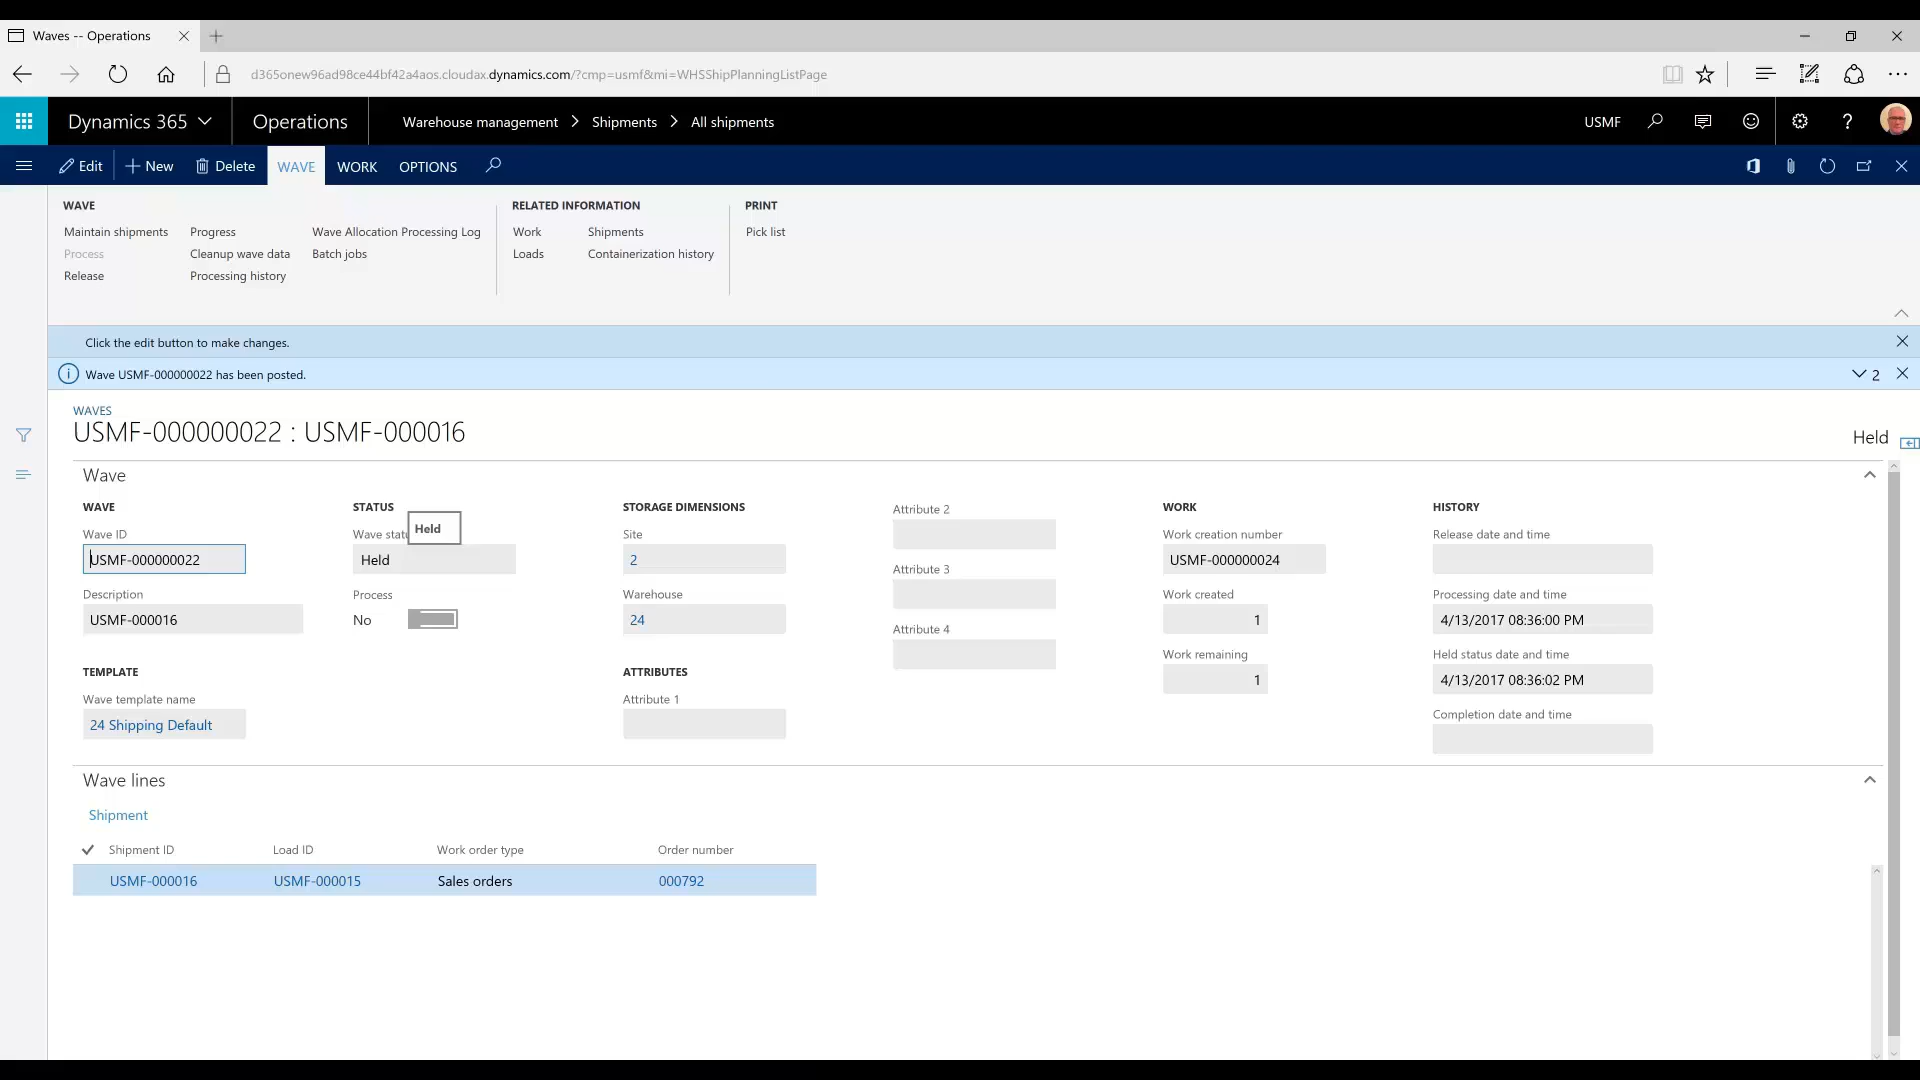 Waves -- Operations
d365onew96ad98ce44bf42a4aos.cloudax.dynamics.com/?cmp=usmf&mi=WHSShipPlanningListPage
Dynamics 365 Operations Warehouse management > Shipments > All shipments USMF
Edit New Delete WAVE WORK OPTIONS
WAVE RELATED INFORMATION PRINT
Maintain shipments Progress Wave Allocation Processing Log Work Shipments Pick list
Process Cleanup wave data Batch jobs Loads Containerization history
Release Processing history
Click the edit button to make changes.
Wave USMF-000000022 has been posted. 2
WAVES
USMF-000000022 : USMF-000016
Held
Wave
WAVE
Wave ID
USMF-000000022
Description
USMF-000016
TEMPLATE
Wave template name
24 Shipping Default
STATUS
Held
Held
Process
No
STORAGE DIMENSIONS
Site
2
Warehouse
24
ATTRIBUTES
Attribute 1
Attribute 2
Attribute 3
Attribute 4
WORK
Work creation number
USMF-000000024
Work created
1
Work remaining
1
HISTORY
Release date and time
Processing date and time
4/13/2017 08:36:00 PM
Held status date and time
4/13/2017 08:36:02 PM
Completion date and time
Wave lines
Shipment
Shipment ID Load ID Work order type Order number
USMF-000016 USMF-000015 Sales orders 000792